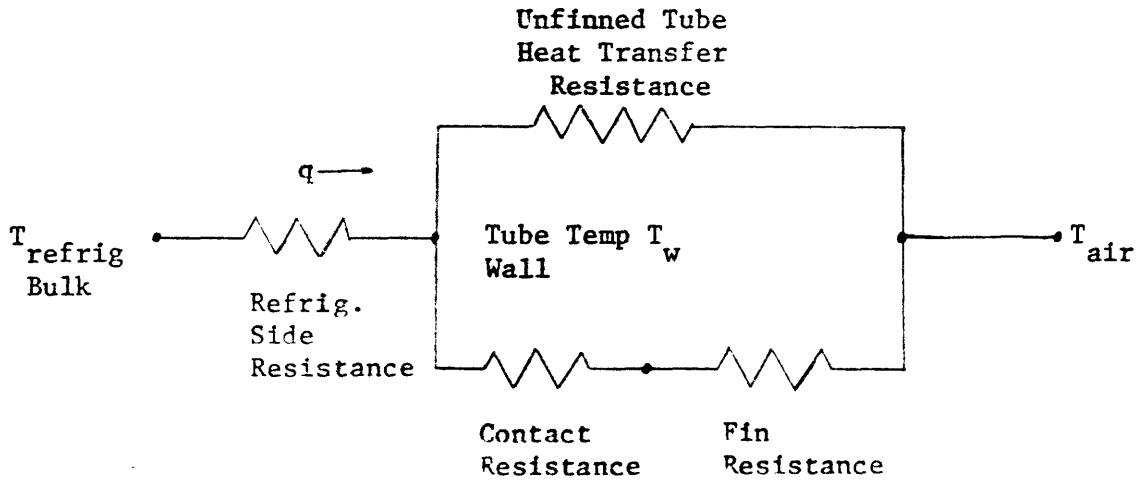 Unfinned Tube
Heat Transfer
Resistance
q
T refrig
Bulk
Tube Temp T w
Wall
T air
Refrig.
Side
Resistance
Contact
Resistance
Fin
Resistance